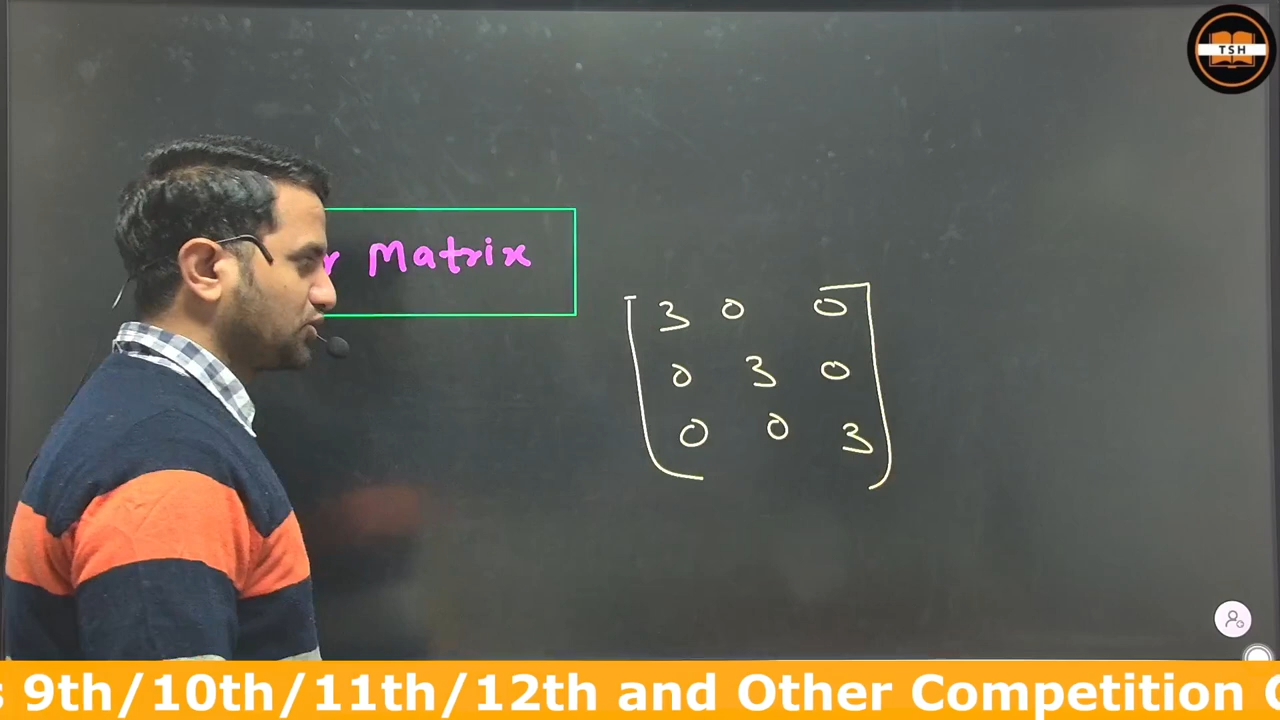 TSH
r Matrix
3 0 0
0 3 0
0 0 3
s 9th/10th/11th/12th and Other Competition C